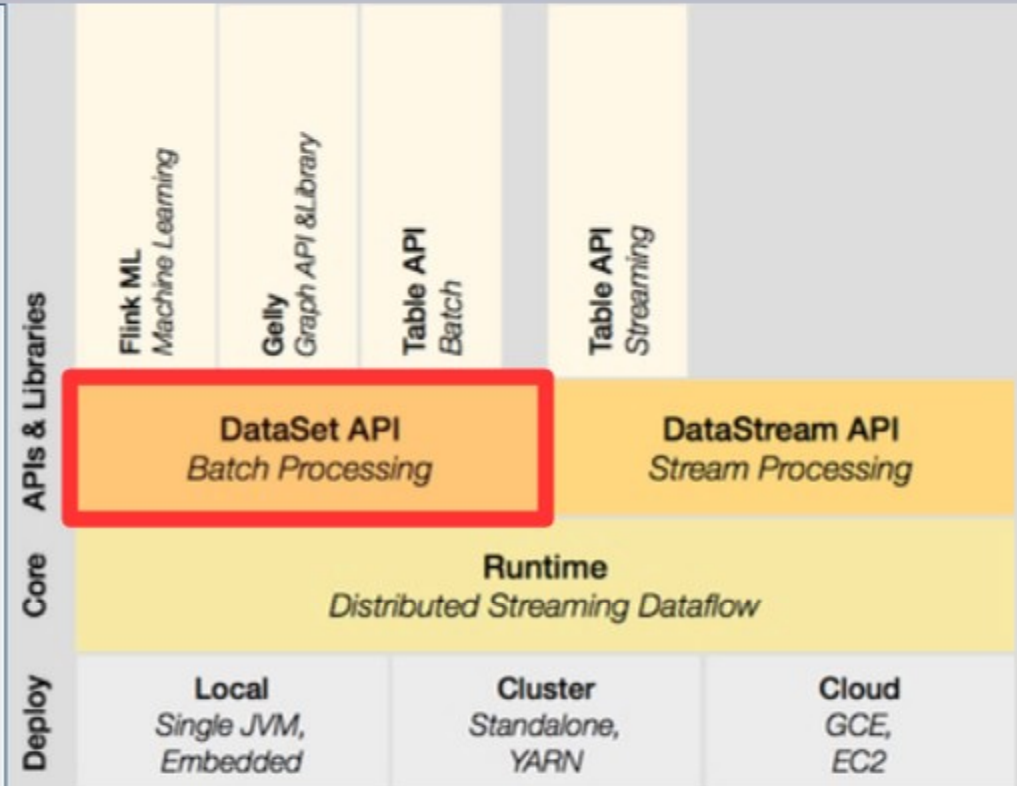 APIs & Libraries
Flink ML
Machine Learning
Gelly
Graph API &Library
Table API
Batch
Table API
Streaming
DataSet API
Batch Processing
DataStream API
Stream Processing
Core
Runtime
Distributed Streaming Dataflow
Deploy
Local
Single JVM,
Embedded
Cluster
Standalone,
YARN
Cloud
GCE,
EC2